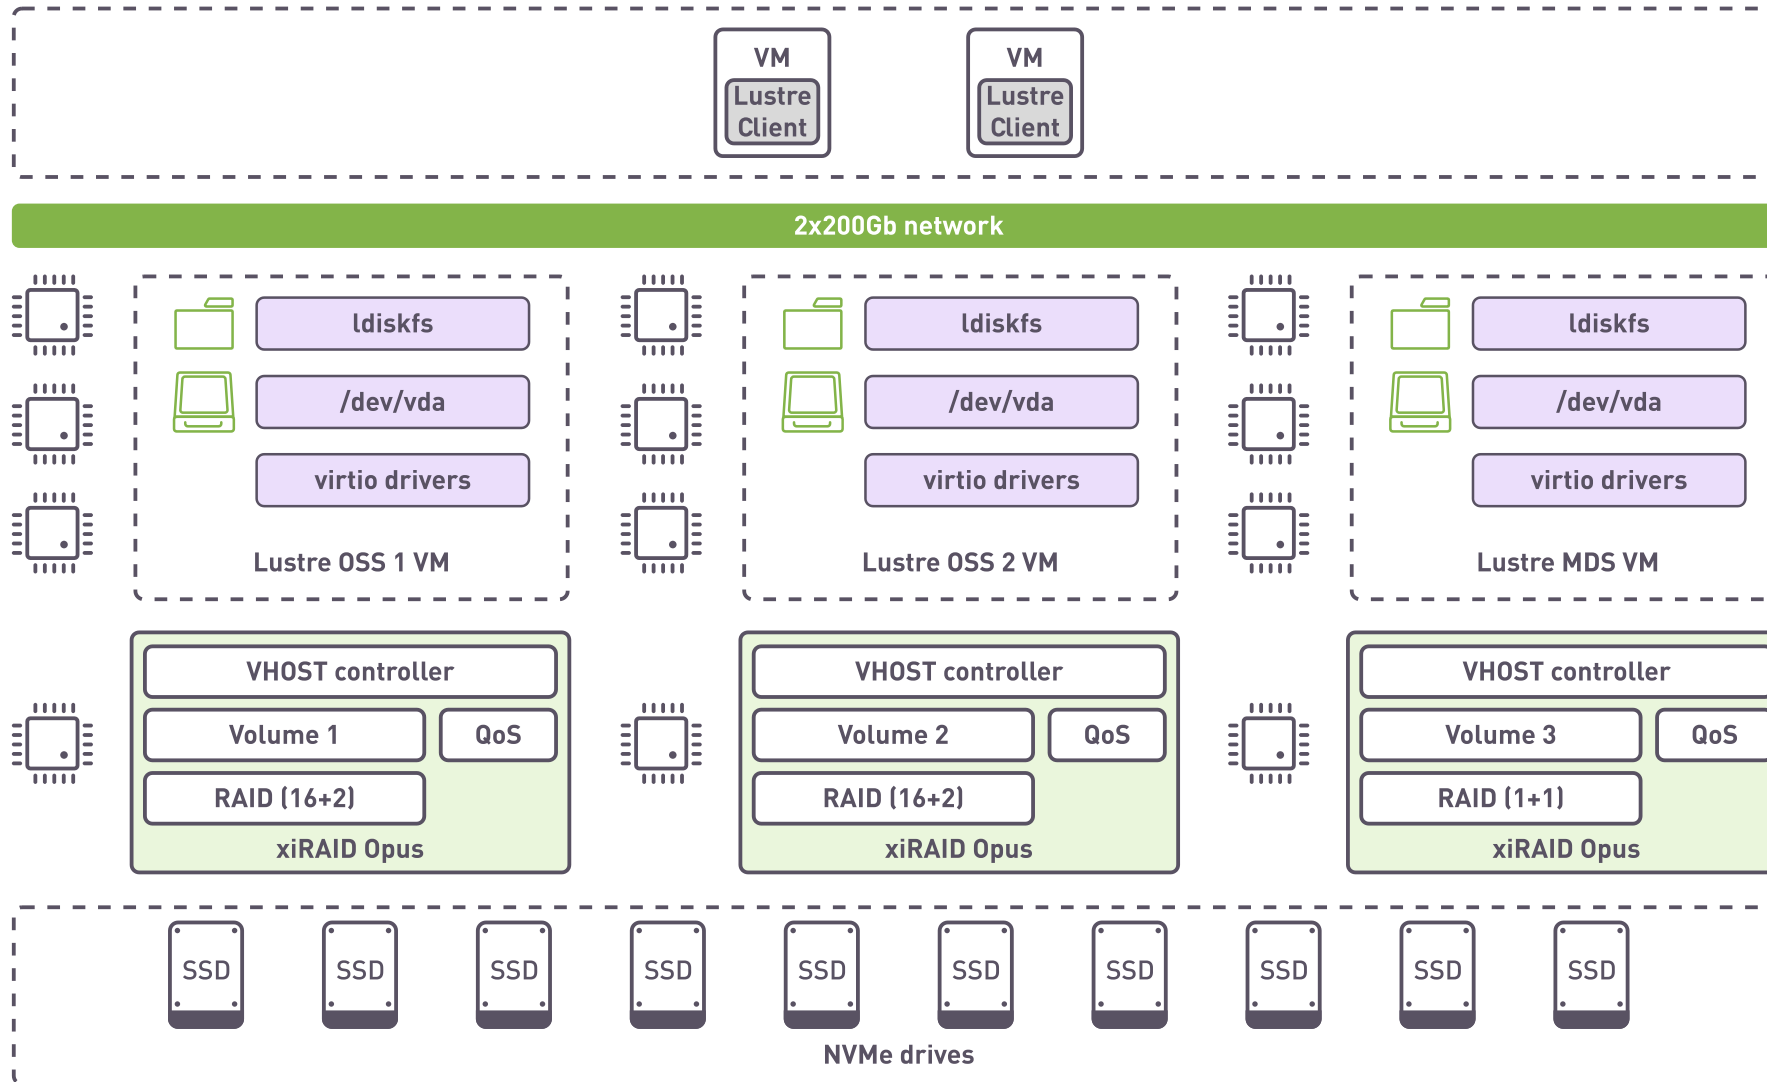 VM
Lustre
Client
VM
Lustre
Client
2x200Gb network
ldiskfs
/dev/vda
virtio drivers
Lustre OSS 1 VM
ldiskfs
/dev/vda
virtio drivers
Lustre OSS 2 VM
ldiskfs
/dev/vda
virtio drivers
Lustre MDS VM
VHOST controller
Volume 1
QoS
RAID (16+2)
xiRAID Opus
VHOST controller
Volume 2
QoS
RAID (16+2)
xiRAID Opus
VHOST controller
Volume 3
QoS
RAID (1+1)
xiRAID Opus
SSD
SSD
SSD
SSD
SSD
SSD
SSD
SSD
SSD
SSD
NVMe drives